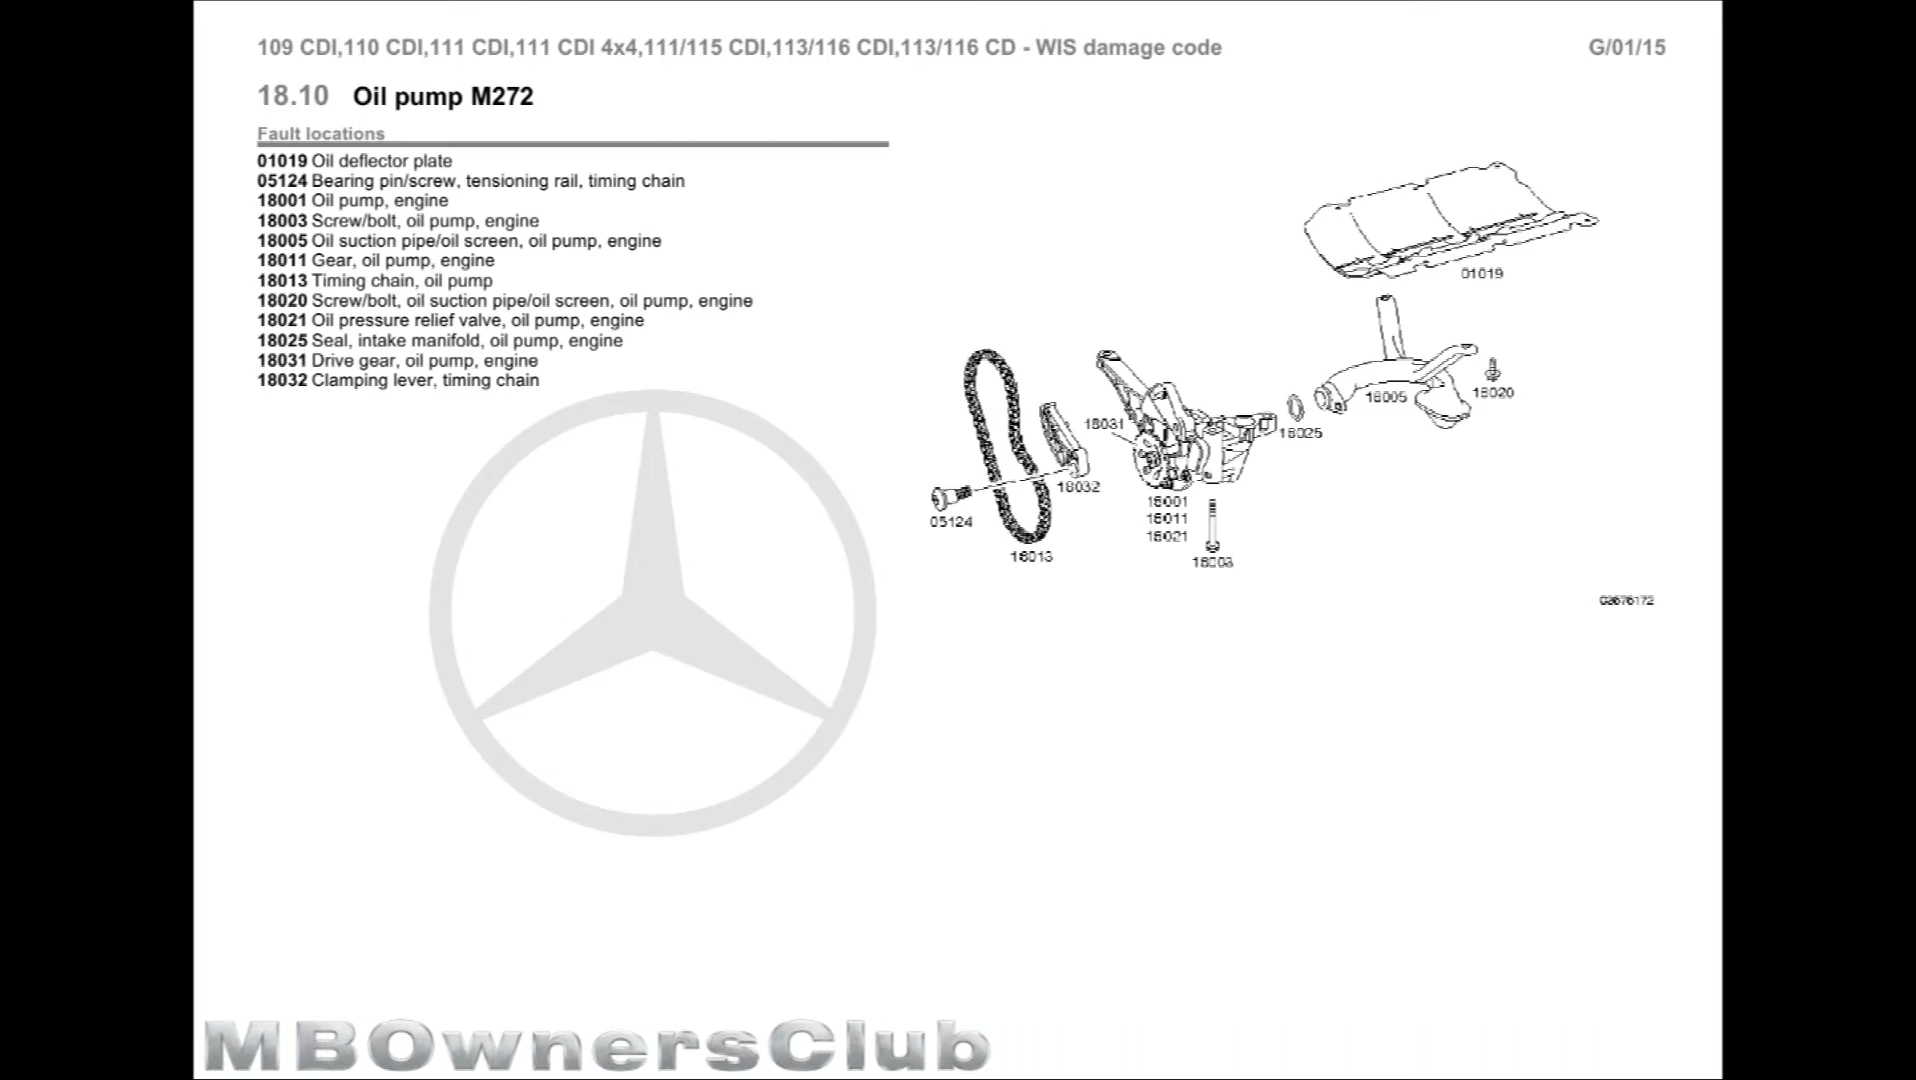 109 CDI,110 CDI,111 CDI,111 CDI 4x4,111/115 CDI,113/116 CDI,113/116 CD - WIS damage code G/01/15
18.10 Oil pump M272
Fault locations
01019 Oil deflector plate
05124 Bearing pin/screw, tensioning rail, timing chain
18001 Oil pump, engine
18003 Screw/bolt, oil pump, engine
18005 Oil suction pipe/oil screen, oil pump, engine
18011 Gear, oil pump, engine
18013 Timing chain, oil pump
18020 Screw/bolt, oil suction pipe/oil screen, oil pump, engine
18021 Oil pressure relief valve, oil pump, engine
18025 Seal, intake manifold, oil pump, engine
18031 Drive gear, oil pump, engine
18032 Clamping lever, timing chain
01019
18020
18005
18031
18025
18032
18001
05124
18011
18021
18013
18003
MBOwnersClub